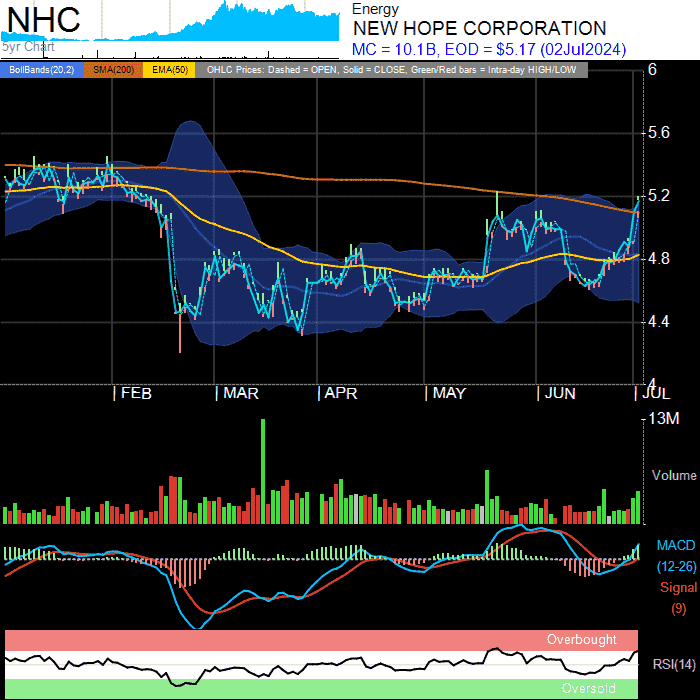 NHC
5yr Chart
Energy
NEW HOPE CORPORATION
MC = 10.1B, EOD = $5.17 (02Jul2024)
BollBands(20,2) SMA(200) EMA(50) OHLC Prices: Dashed = OPEN, Solid = CLOSE, Green/Red bars = Intra-day HIGH/LOW
6
5.6
5.2
4.8
4.4
4
FEB MAR APR MAY JUN JUL
13M
Volume
MACD
(12-26)
Signal
(9)
Overbought
RSI(14)
Oversold